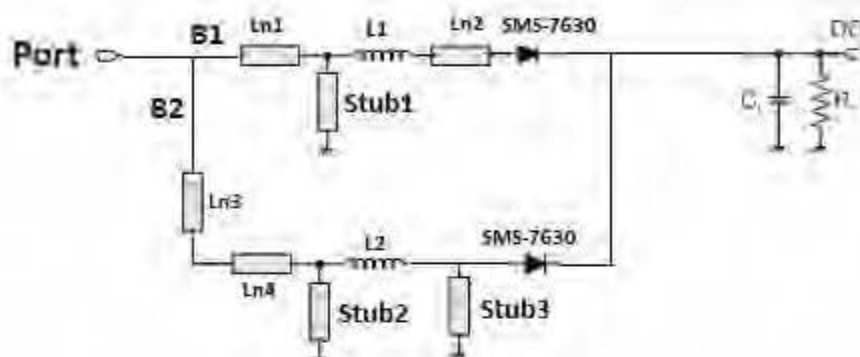 B1 Ln1 L1 Ln2 SMS-7630
Port
Stub1
B2
Ln3
L2 SMS-7630
Ln4
Stub2 Stub3